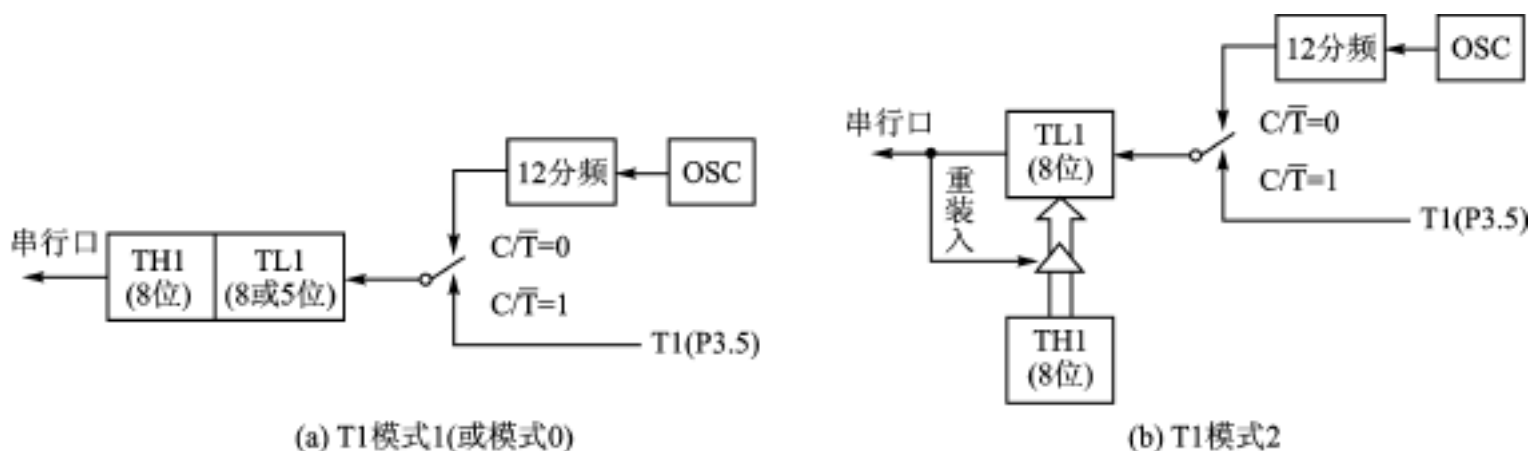 12分频
OSC
C/T̅=0
C/T̅=1
T1(P3.5)
串行口
TH1
(8位)
TL1
(8或5位)
(a) T1模式1(或模式0)
12分频
OSC
C/T̅=0
C/T̅=1
T1(P3.5)
串行口
TL1
(8位)
重装入
TH1
(8位)
(b) T1模式2